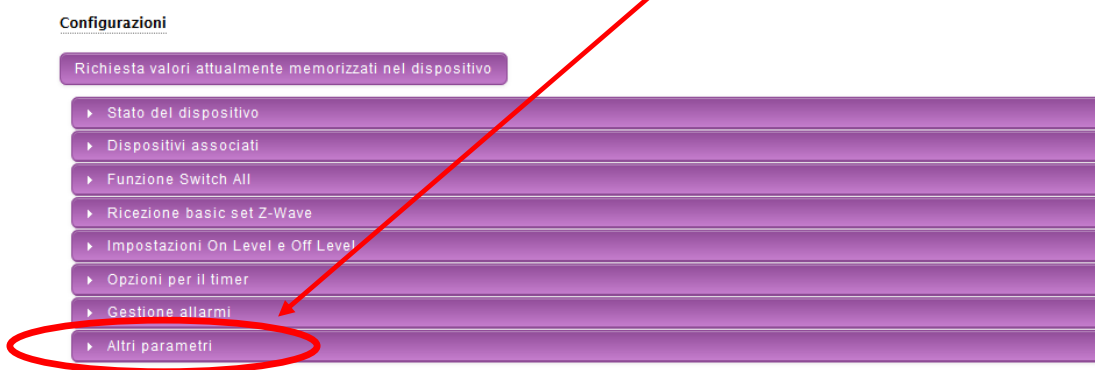 Configurazioni
Richiesta valori attualmente memorizzati nel dispositivo
Stato del dispositivo
Dispositivi associati
Funzione Switch All
Ricezione basic set Z-Wave
Impostazioni On Level e Off Level
Opzioni per il timer
Gestione allarmi
Altri parametri